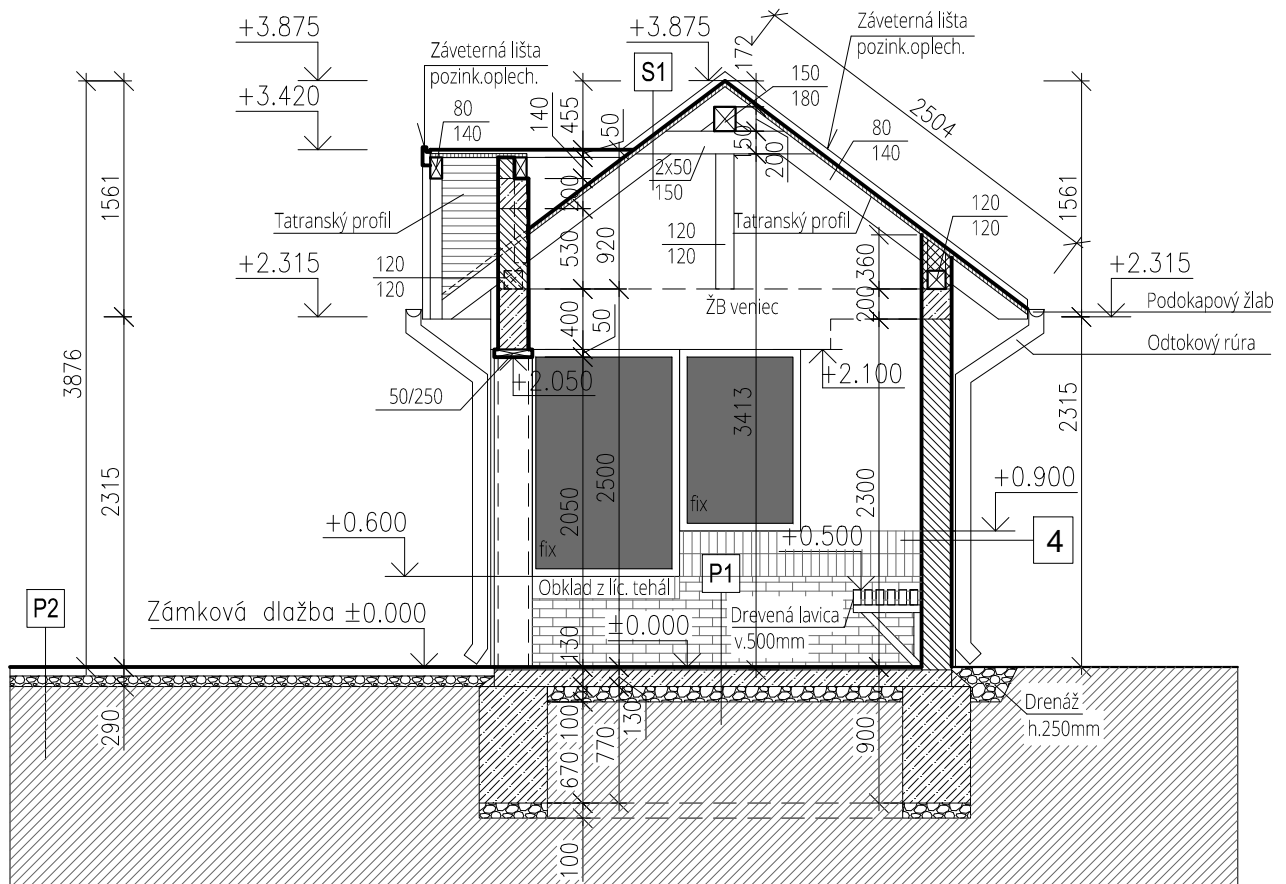 +3.875
+3.875
Záveterná lišta
pozink.oplech.
S1
172
Záveterná lišta
pozink.oplech.
150
180
2504
+3.420
80
140
140
455
150
150
200
80
140
2x50
150
1561
Tatranský profil
Tatranský profil
120
120
1561
+2.315
120
120
530
920
120
120
360
+2.315
ŽB veniec
200
Podokapový žľab
Odtokový rúra
400
50
3876
+2.050
+2.100
50/250
3413
2315
2315
2050
2500
2300
fix
fix
+0.900
+0.600
+0.500
4
P1
P2
Obklad z líc. tehál
Zámková dlažba ±0.000
±0.000
Drevená lavica
v.500mm
130
290
Drenáž
h.250mm
670
100
770
130
900
100